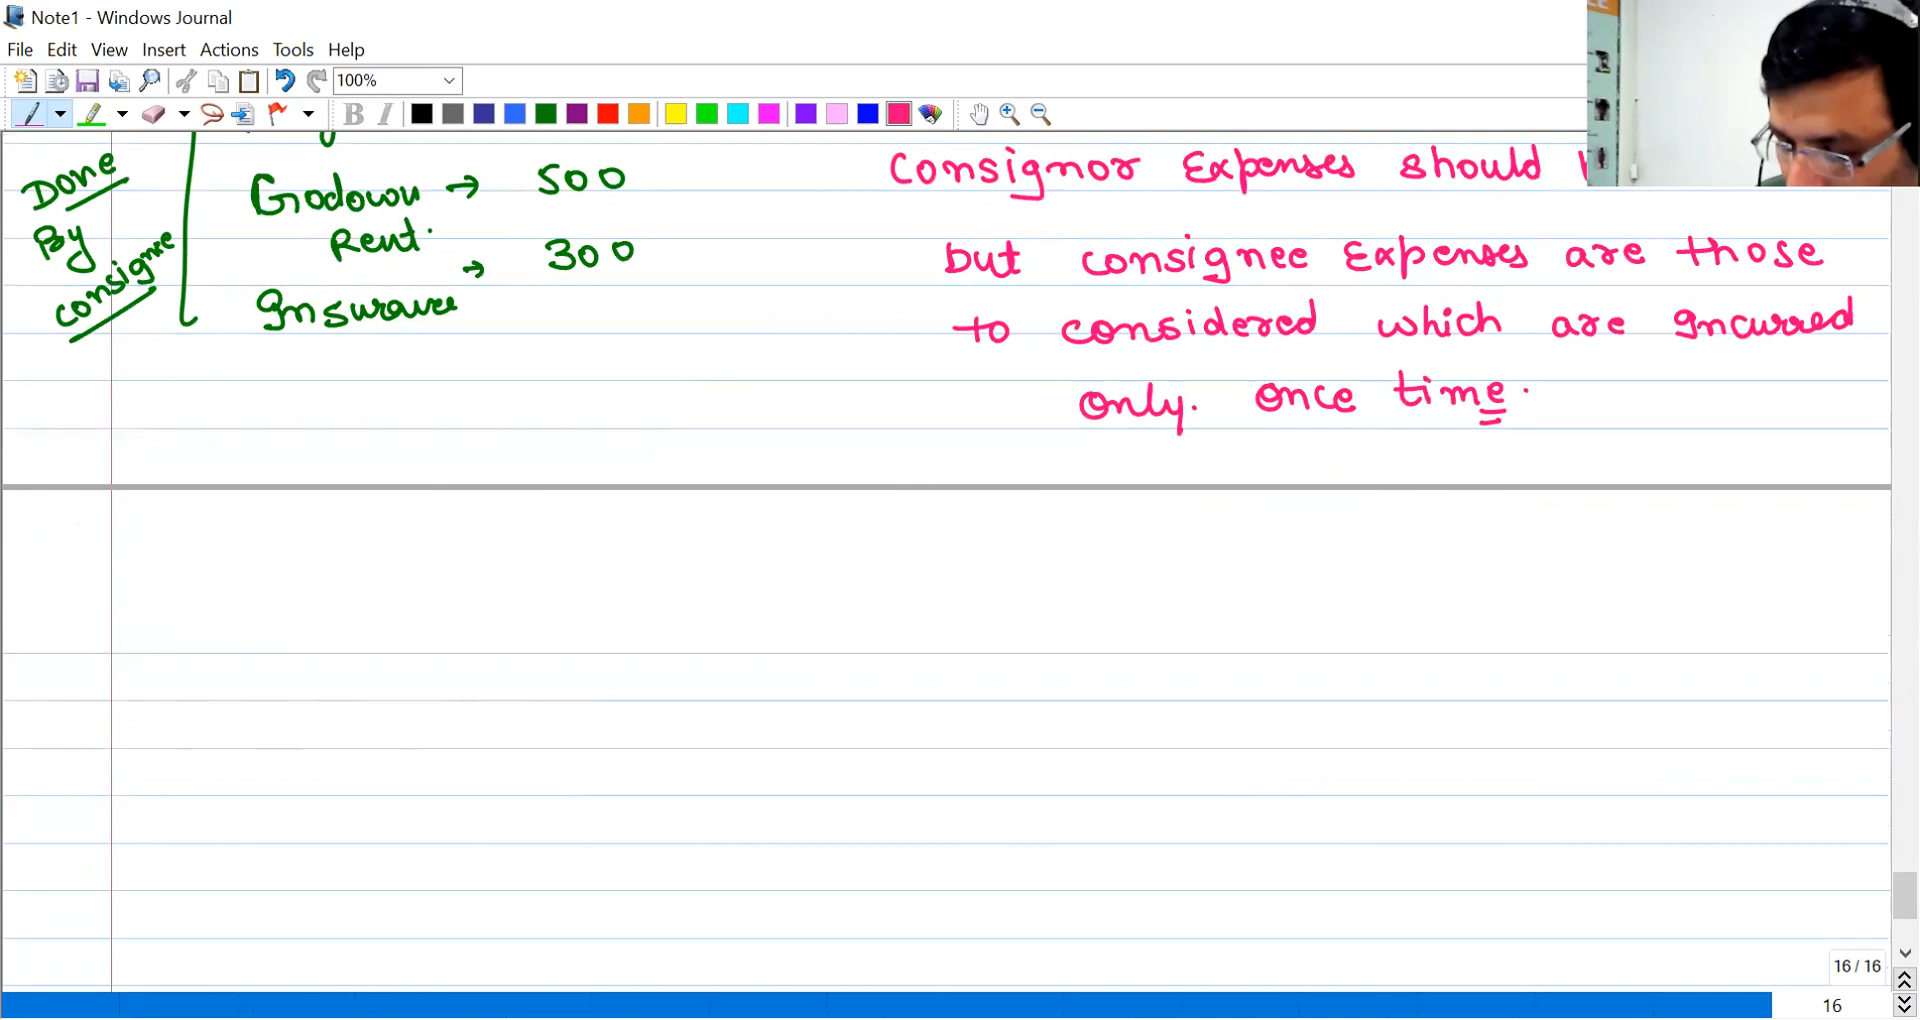 Note1 - Windows Journal
File Edit View Insert Actions Tools Help
100%
B I
Done
By
consignee
Godown → 500
Rent.
→ 300
Insurance
Consignor Expenses should
but consignee Expenses are those
to considered which are Incurred
only. once time.
16 / 16
16